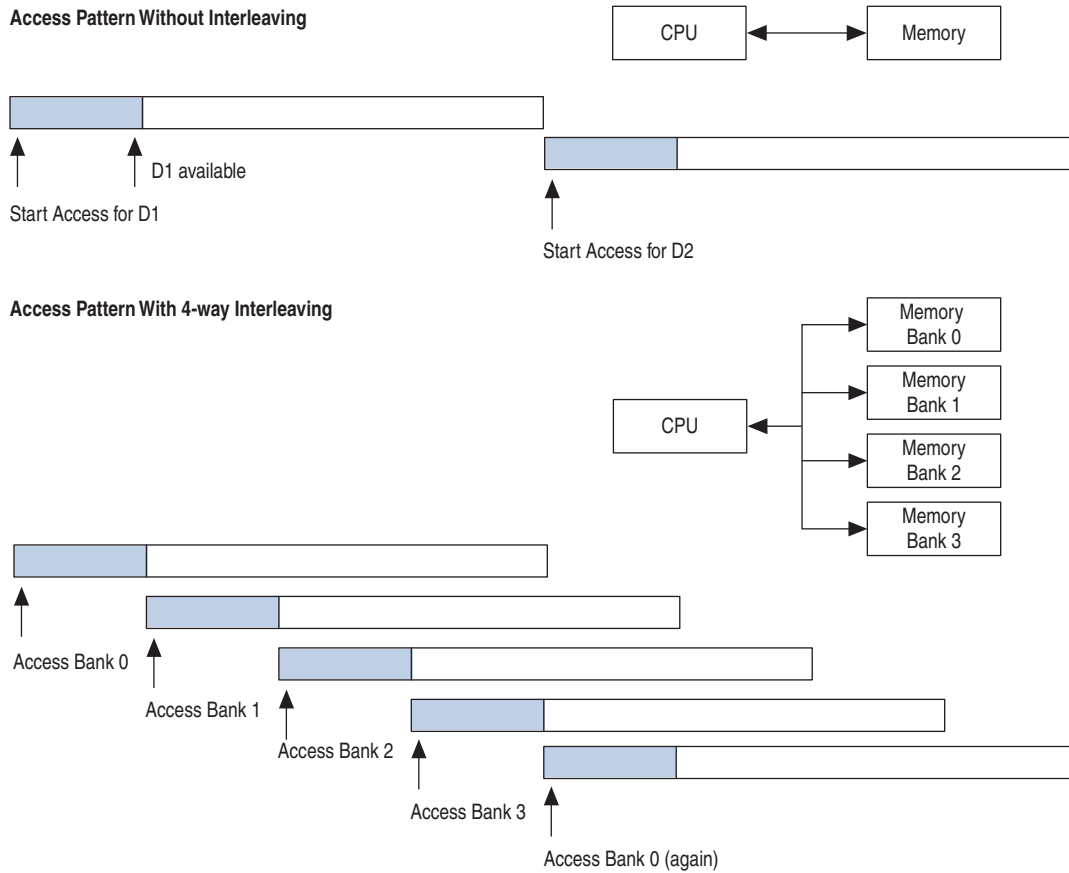 Access Pattern Without Interleaving
CPU
Memory
D1 available
Start Access for D1
Start Access for D2
Access Pattern With 4-way Interleaving
Memory
Bank 0
Memory
Bank 1
CPU
Memory
Bank 2
Memory
Bank 3
Access Bank 0
Access Bank 1
Access Bank 2
Access Bank 3
Access Bank 0 (again)